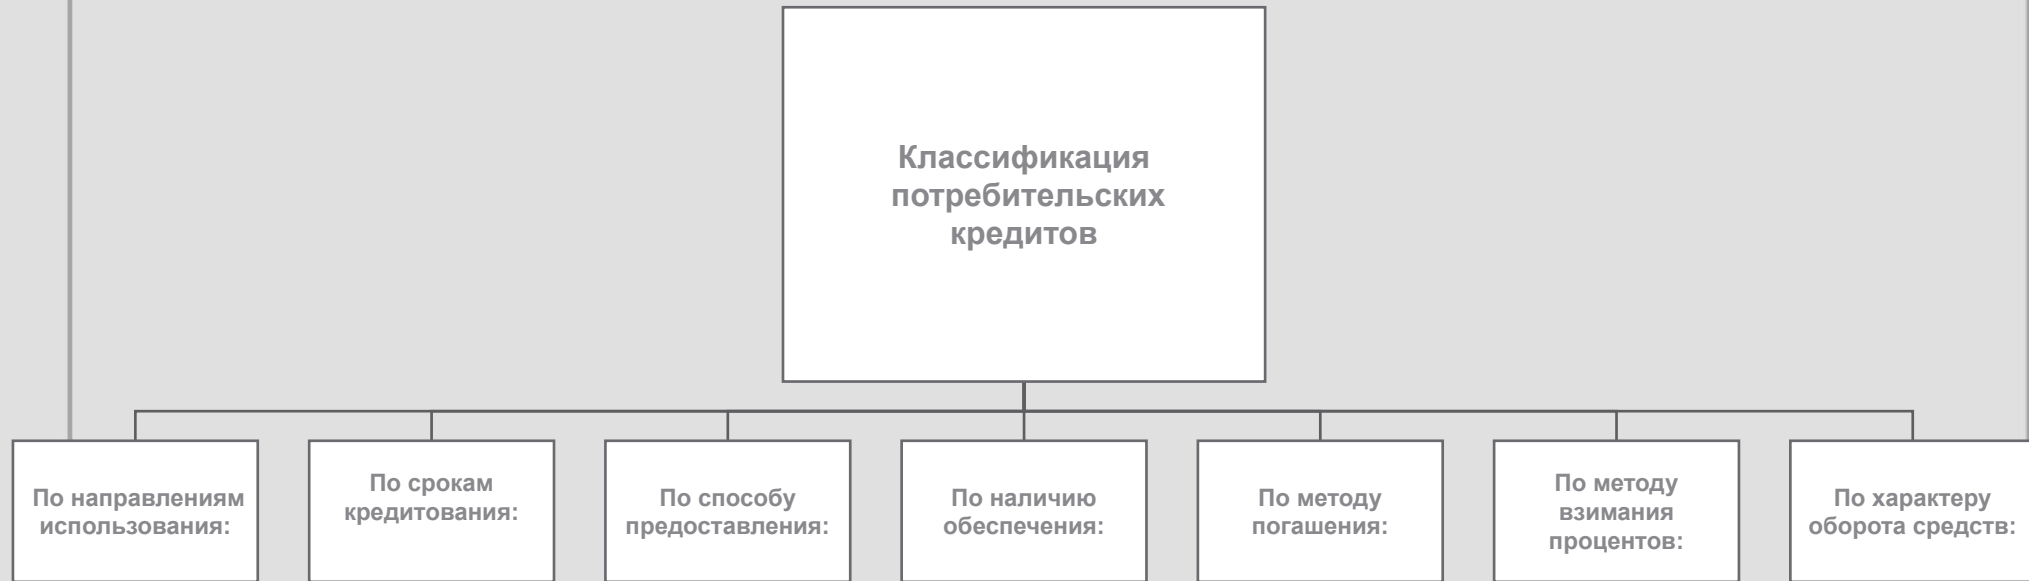 Классификация
потребительских
кредитов
По направлениям
использования:
По срокам
кредитования:
По способу
предоставления:
По наличию
обеспечения:
По методу
погашения:
По методу
взимания
процентов:
По характеру
оборота средств: